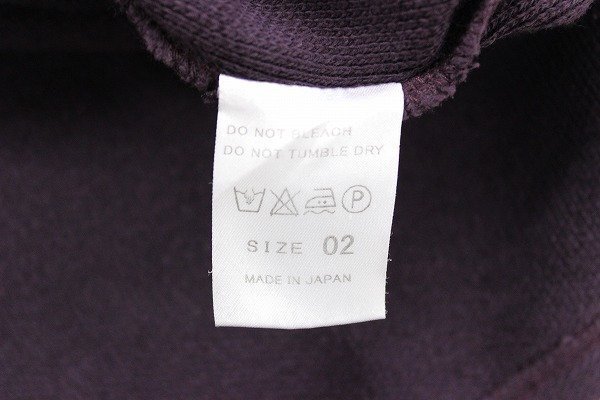 DO NOT BLEACH
DO NOT TUMBLE DRY
P
SIZE 02
MADE IN JAPAN